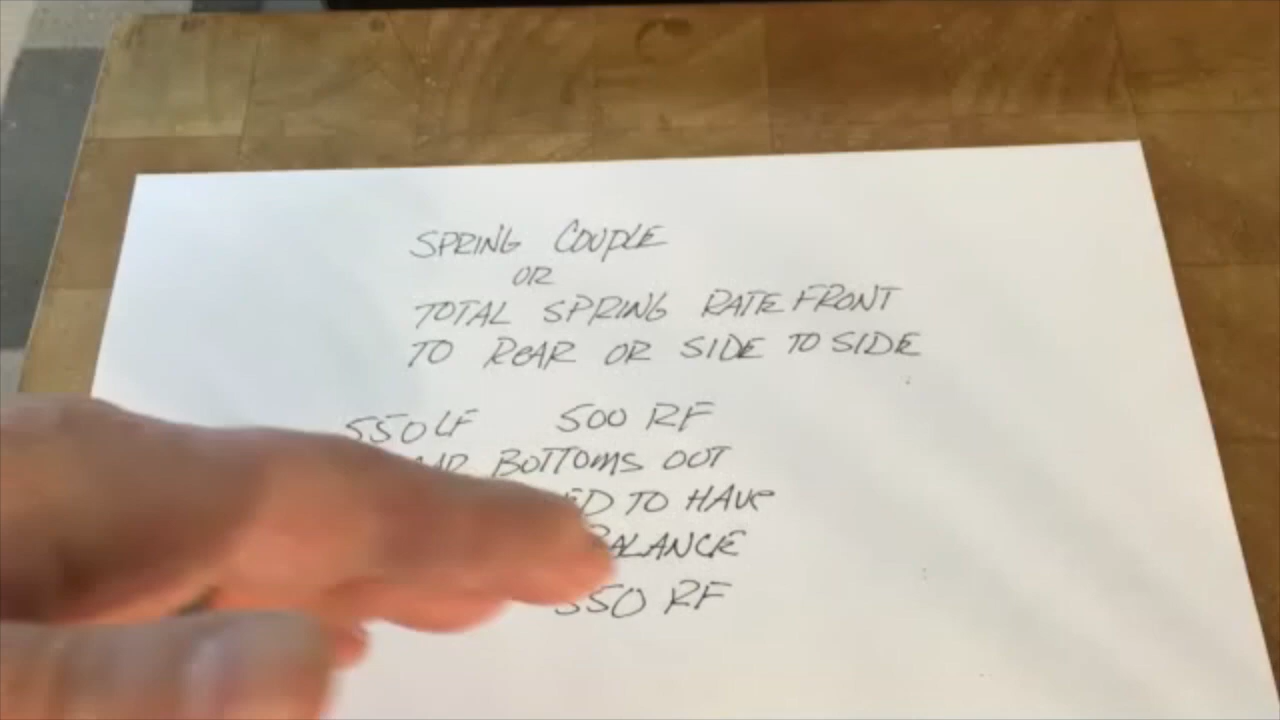 SPRING COUPLE
OR
TOTAL SPRING RATE FRONT
TO REAR OR SIDE TO SIDE
550 LF 500 RF
BOTTOMS OUT
TO HAVE
BALANCE
550 RF